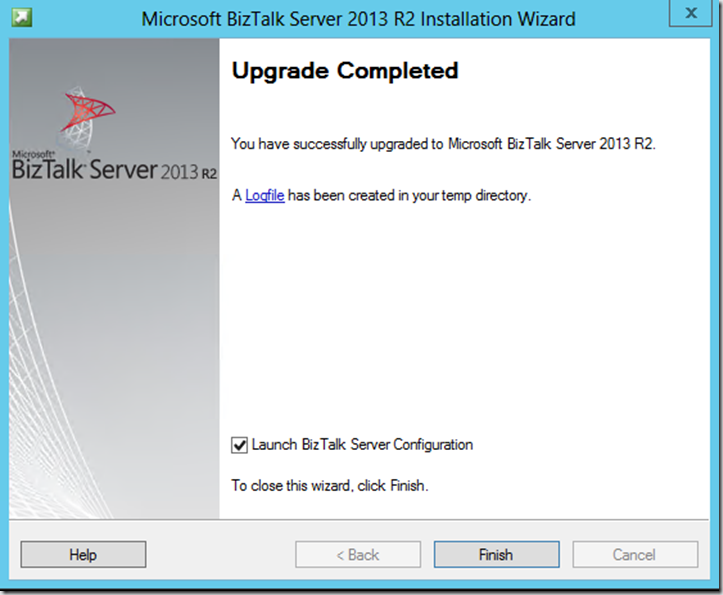 Microsoft BizTalk Server 2013 R2 Installation Wizard
x
Microsoft®
BizTalk Server 2013 R2
Upgrade Completed
You have successfully upgraded to Microsoft BizTalk Server 2013 R2.
A Logfile has been created in your temp directory.
Launch BizTalk Server Configuration
To close this wizard, click Finish.
Help
< Back
Finish
Cancel